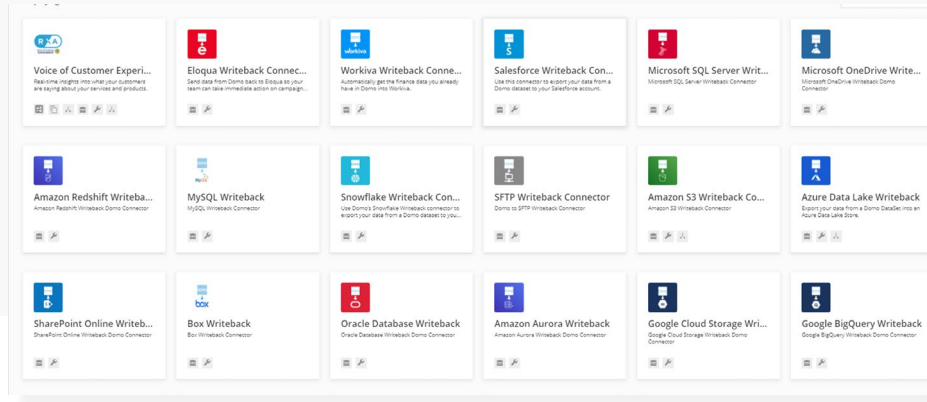 RXA
Voice of Customer Experi...
Real-time insights into what your customers
are saying about your services and products.
Eloqua Writeback Connec...
Send data from Domo back to Eloqua so your
team can take immediate action on campaign...
workiva
Workiva Writeback Conne...
Automatically get the finance data you already
have in Domo into Workiva.
Salesforce Writeback Con...
Use this connector to export your data from a
Domo dataset to your Salesforce account.
Microsoft SQL Server Writ...
Microsoft SQL Server Writeback Connector
Microsoft OneDrive Write...
Microsoft OneDrive Writeback Domo
Connector
Amazon Redshift Writeba...
Amazon Redshift Writeback Domo Connector
MySQL
MySQL Writeback
MySQL Writeback Connector
Snowflake Writeback Con...
Use Domo's Snowflake Writeback connector to
export your data from a Domo dataset to you...
SFTP Writeback Connector
Domo to SFTP Writeback Connector
Amazon S3 Writeback Co...
Amazon S3 Writeback Connector
Azure Data Lake Writeback
Export your data from a Domo DataSet into an
Azure Data Lake Store.
SharePoint Online Writeb...
SharePoint Online Writeback Domo Connector
box
Box Writeback
Box Writeback Connector
Oracle Database Writeback
Oracle Database Writeback Domo Connector
Amazon Aurora Writeback
Amazon Aurora Writeback Domo Connector
Google Cloud Storage Wri...
Google Cloud Storage Writeback Domo
Connector
Google BigQuery Writeback
Google BigQuery Writeback Domo Connector